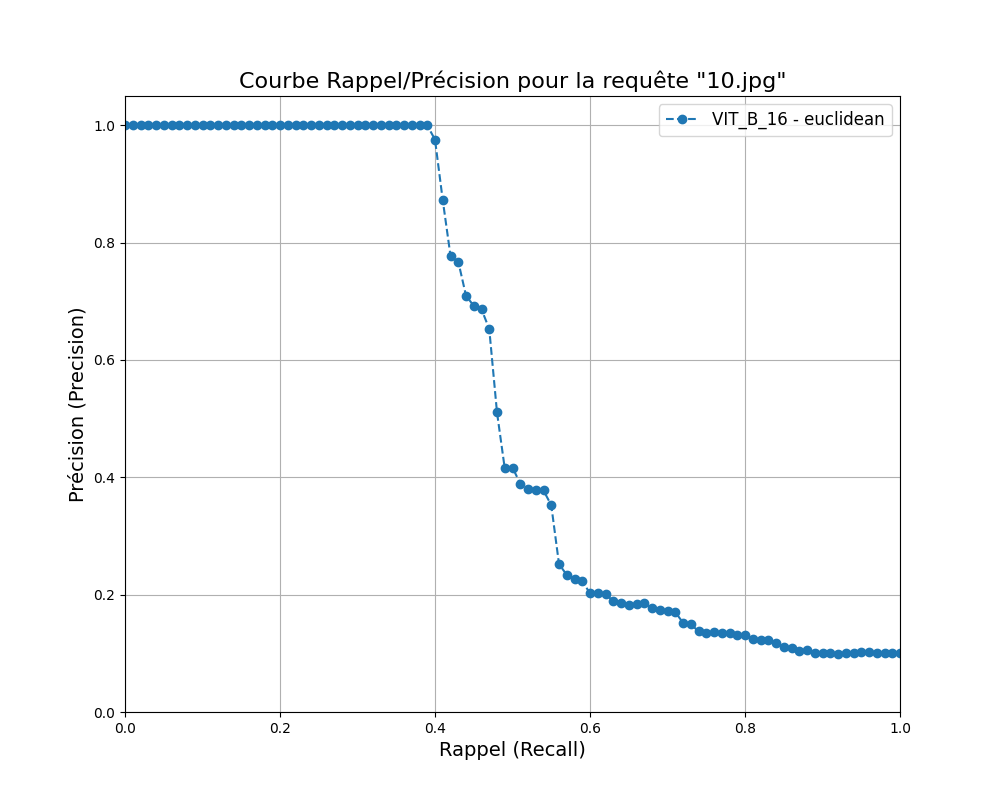 Courbe Rappel/Précision pour la requête "10.jpg"
VIT_B_16 - euclidean
1.0
0.8
0.6
0.4
0.2
0.0
Précision (Precision)
0.0 0.2 0.4 0.6 0.8 1.0
Rappel (Recall)